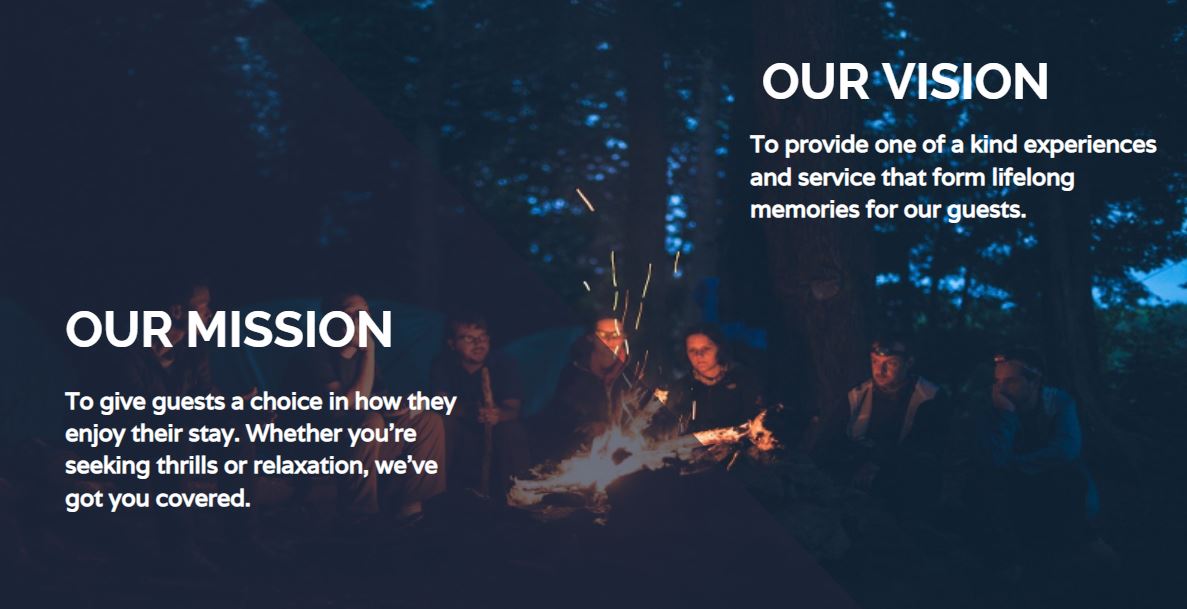 OUR VISION
To provide one of a kind experiences
and service that form lifelong
memories for our guests.
OUR MISSION
To give guests a choice in how they
enjoy their stay. Whether you’re
seeking thrills or relaxation, we’ve
got you covered.